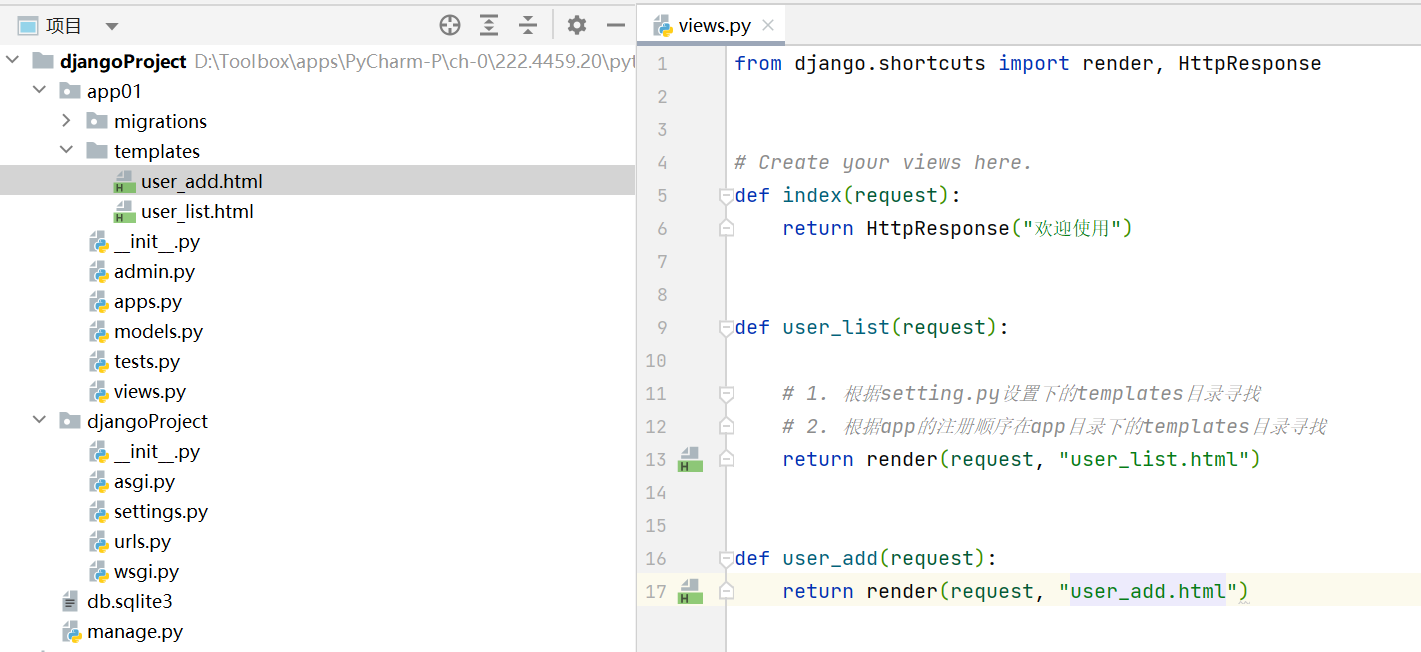 项目
djangoProject D:\Toolbox\apps\PyCharm-P\ch-0\222.4459.20\pyt
app01
migrations
templates
user_add.html
user_list.html
__init__.py
admin.py
apps.py
models.py
tests.py
views.py
djangoProject
__init__.py
asgi.py
settings.py
urls.py
wsgi.py
db.sqlite3
manage.py
views.py
1 from django.shortcuts import render, HttpResponse
2
3
4 # Create your views here.
5 def index(request):
6 return HttpResponse("欢迎使用")
7
8
9 def user_list(request):
10
11 # 1. 根据setting.py设置下的templates目录寻找
12 # 2. 根据app的注册顺序在app目录下的templates目录寻找
13 return render(request, "user_list.html")
14
15
16 def user_add(request):
17 return render(request, "user_add.html")